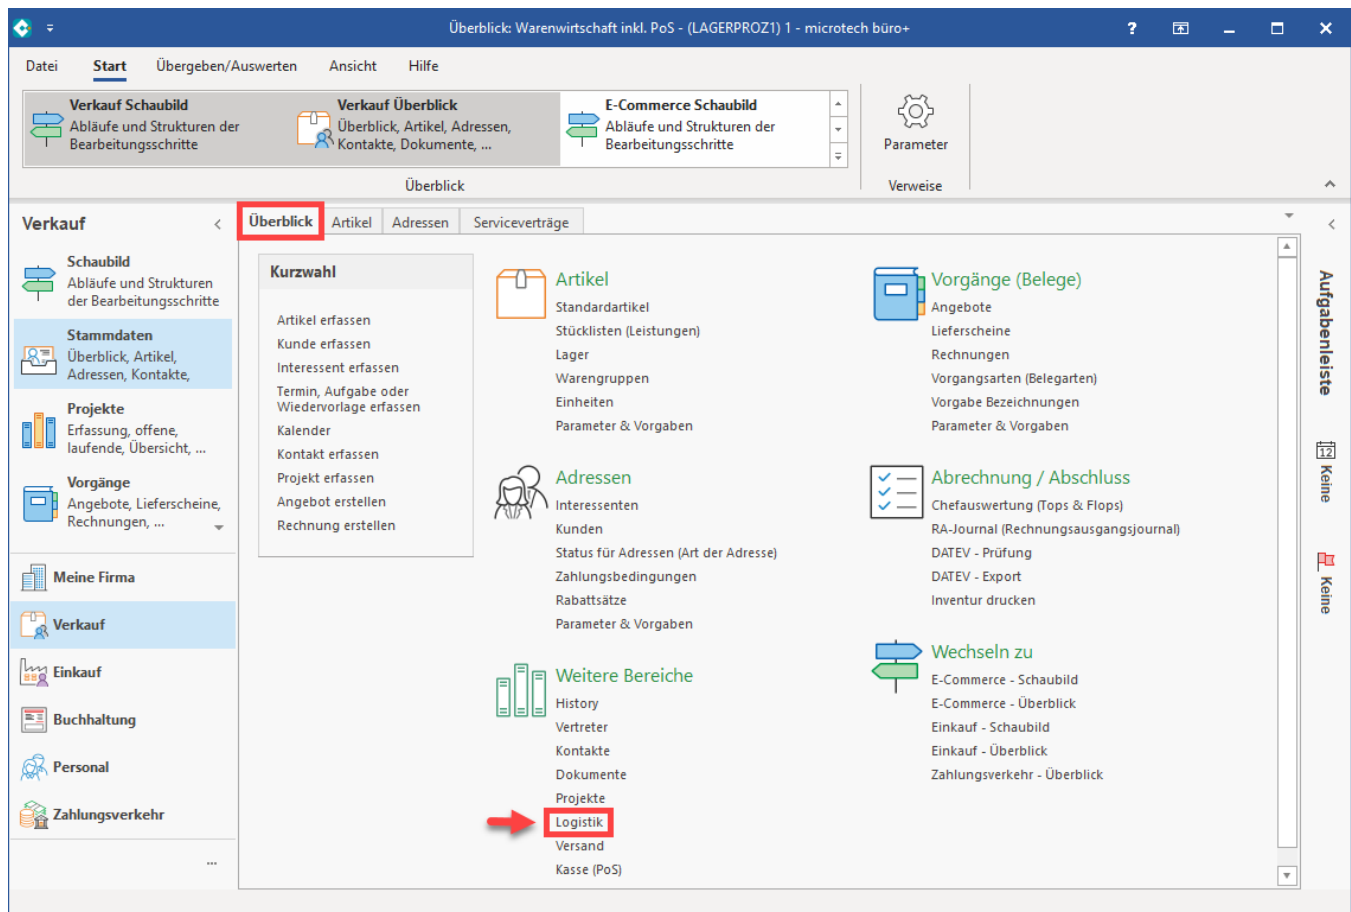 Überblick: Warenwirtschaft inkl. PoS - (LAGERPROZ1) 1 - microtech büro+
Datei Start Übergeben/Auswerten Ansicht Hilfe
Verkauf Schaubild
Abläufe und Strukturen der
Bearbeitungsschritte
Verkauf Überblick
Überblick, Artikel, Adressen,
Kontakte, Dokumente, ...
E-Commerce Schaubild
Abläufe und Strukturen der
Bearbeitungsschritte
Parameter
Überblick
Verweise
Verkauf
Schaubild
Abläufe und Strukturen
der Bearbeitungsschritte
Stammdaten
Überblick, Artikel,
Adressen, Kontakte,
Projekte
Erfassung, offene,
laufende, Übersicht, ...
Vorgänge
Angebote, Lieferscheine,
Rechnungen, ...
Meine Firma
Verkauf
Einkauf
Buchhaltung
Personal
Zahlungsverkehr
...
Überblick Artikel Adressen Serviceverträge
Kurzwahl
Artikel erfassen
Kunde erfassen
Interessent erfassen
Termin, Aufgabe oder
Wiedervorlage erfassen
Kalender
Kontakt erfassen
Projekt erfassen
Angebot erstellen
Rechnung erstellen
Artikel
Standardartikel
Stücklisten (Leistungen)
Lager
Warengruppen
Einheiten
Parameter & Vorgaben
Adressen
Interessenten
Kunden
Status für Adressen (Art der Adresse)
Zahlungsbedingungen
Rabattsätze
Parameter & Vorgaben
Weitere Bereiche
History
Vertreter
Kontakte
Dokumente
Projekte
Logistik
Versand
Kasse (PoS)
Vorgänge (Belege)
Angebote
Lieferscheine
Rechnungen
Vorgangsarten (Belegarten)
Vorgabe Bezeichnungen
Parameter & Vorgaben
Abrechnung / Abschluss
Chefauswertung (Tops & Flops)
RA-Journal (Rechnungsausgangsjournal)
DATEV - Prüfung
DATEV - Export
Inventur drucken
Wechseln zu
E-Commerce - Schaubild
E-Commerce - Überblick
Einkauf - Schaubild
Einkauf - Überblick
Zahlungsverkehr - Überblick
Aufgabenleiste
12
Keine
Keine